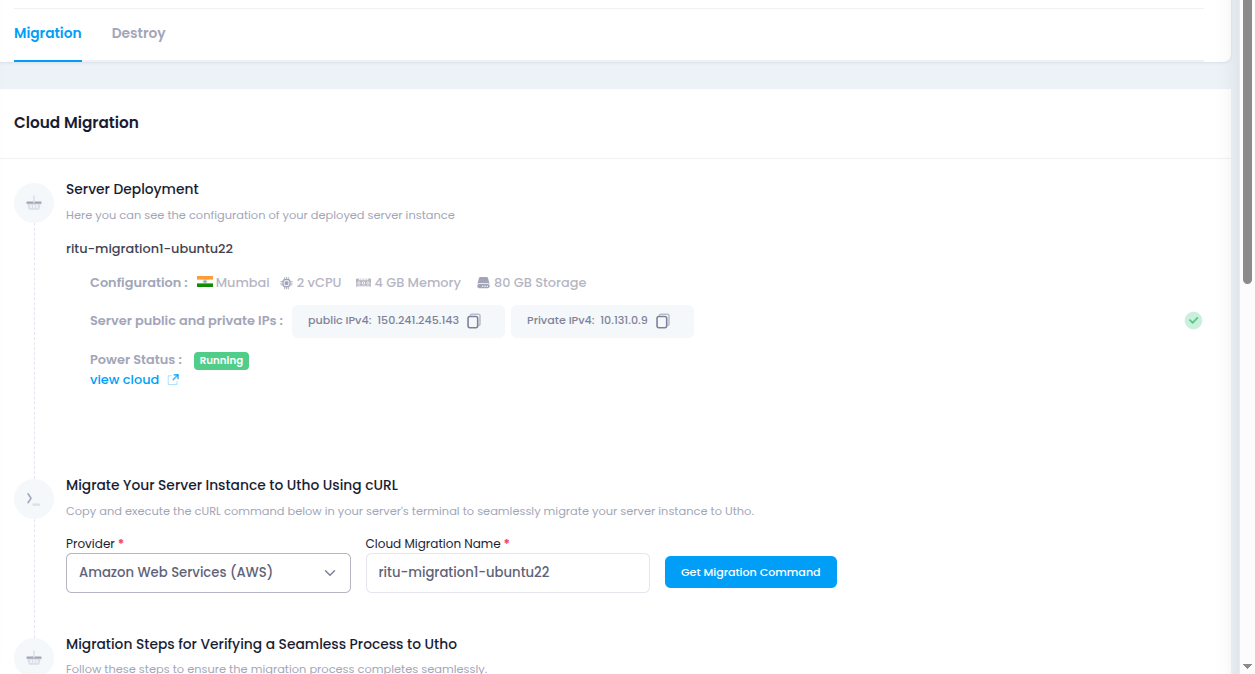 Migration Destroy
Cloud Migration
Server Deployment
Here you can see the configuration of your deployed server instance
ritu-migration1-ubuntu22
Configuration : Mumbai 2 vCPU 4 GB Memory 80 GB Storage
Server public and private IPs : public IPv4: 150.241.245.143 Private IPv4: 10.131.0.9
Power Status : Running
view cloud
Migrate Your Server Instance to Utho Using cURL
Copy and execute the cURL command below in your server's terminal to seamlessly migrate your server instance to Utho.
Provider * Cloud Migration Name *
Amazon Web Services (AWS) ritu-migration1-ubuntu22 Get Migration Command
Migration Steps for Verifying a Seamless Process to Utho
Follow these steps to ensure the migration process completes seamlessly.